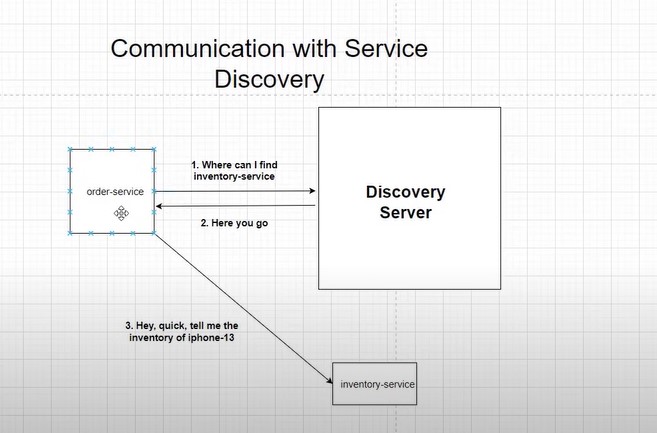 Communication with Service
Discovery
1. Where can I find
inventory-service
order-service
Discovery
Server
2. Here you go
3. Hey, quick, tell me the
inventory of iphone-13
inventory-service